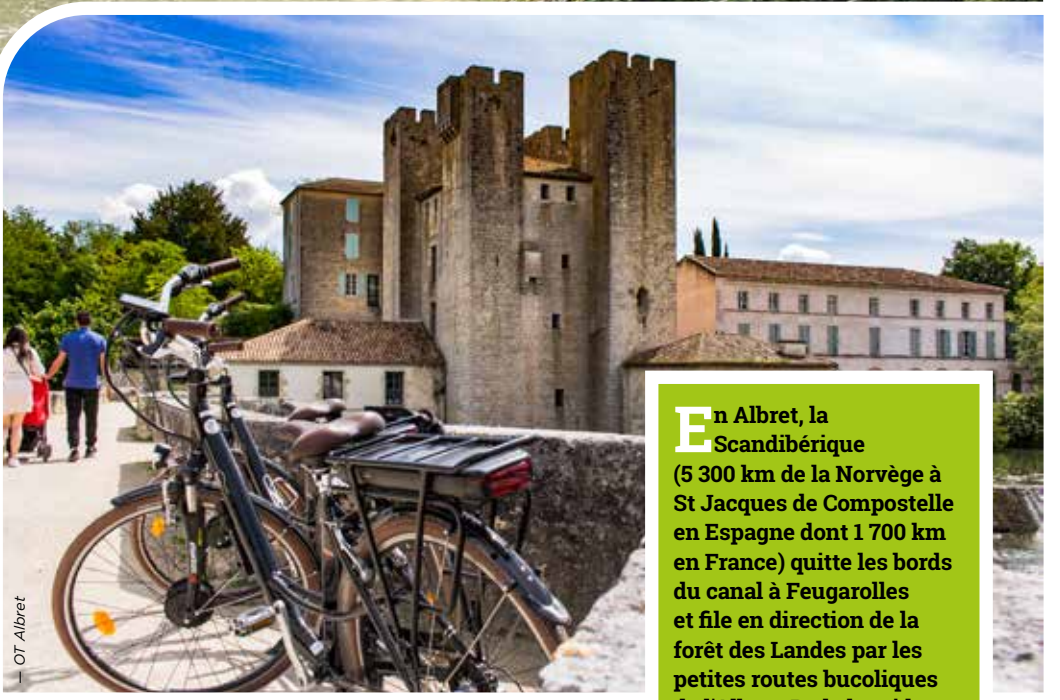 En Albret, la
Scandibérique
(5 300 km de la Norvège à
St Jacques de Compostelle
en Espagne dont 1 700 km
en France) quitte les bords
du canal à Feugarolles
et file en direction de la
forêt des Landes par les
petites routes bucoliques
— OT Albret